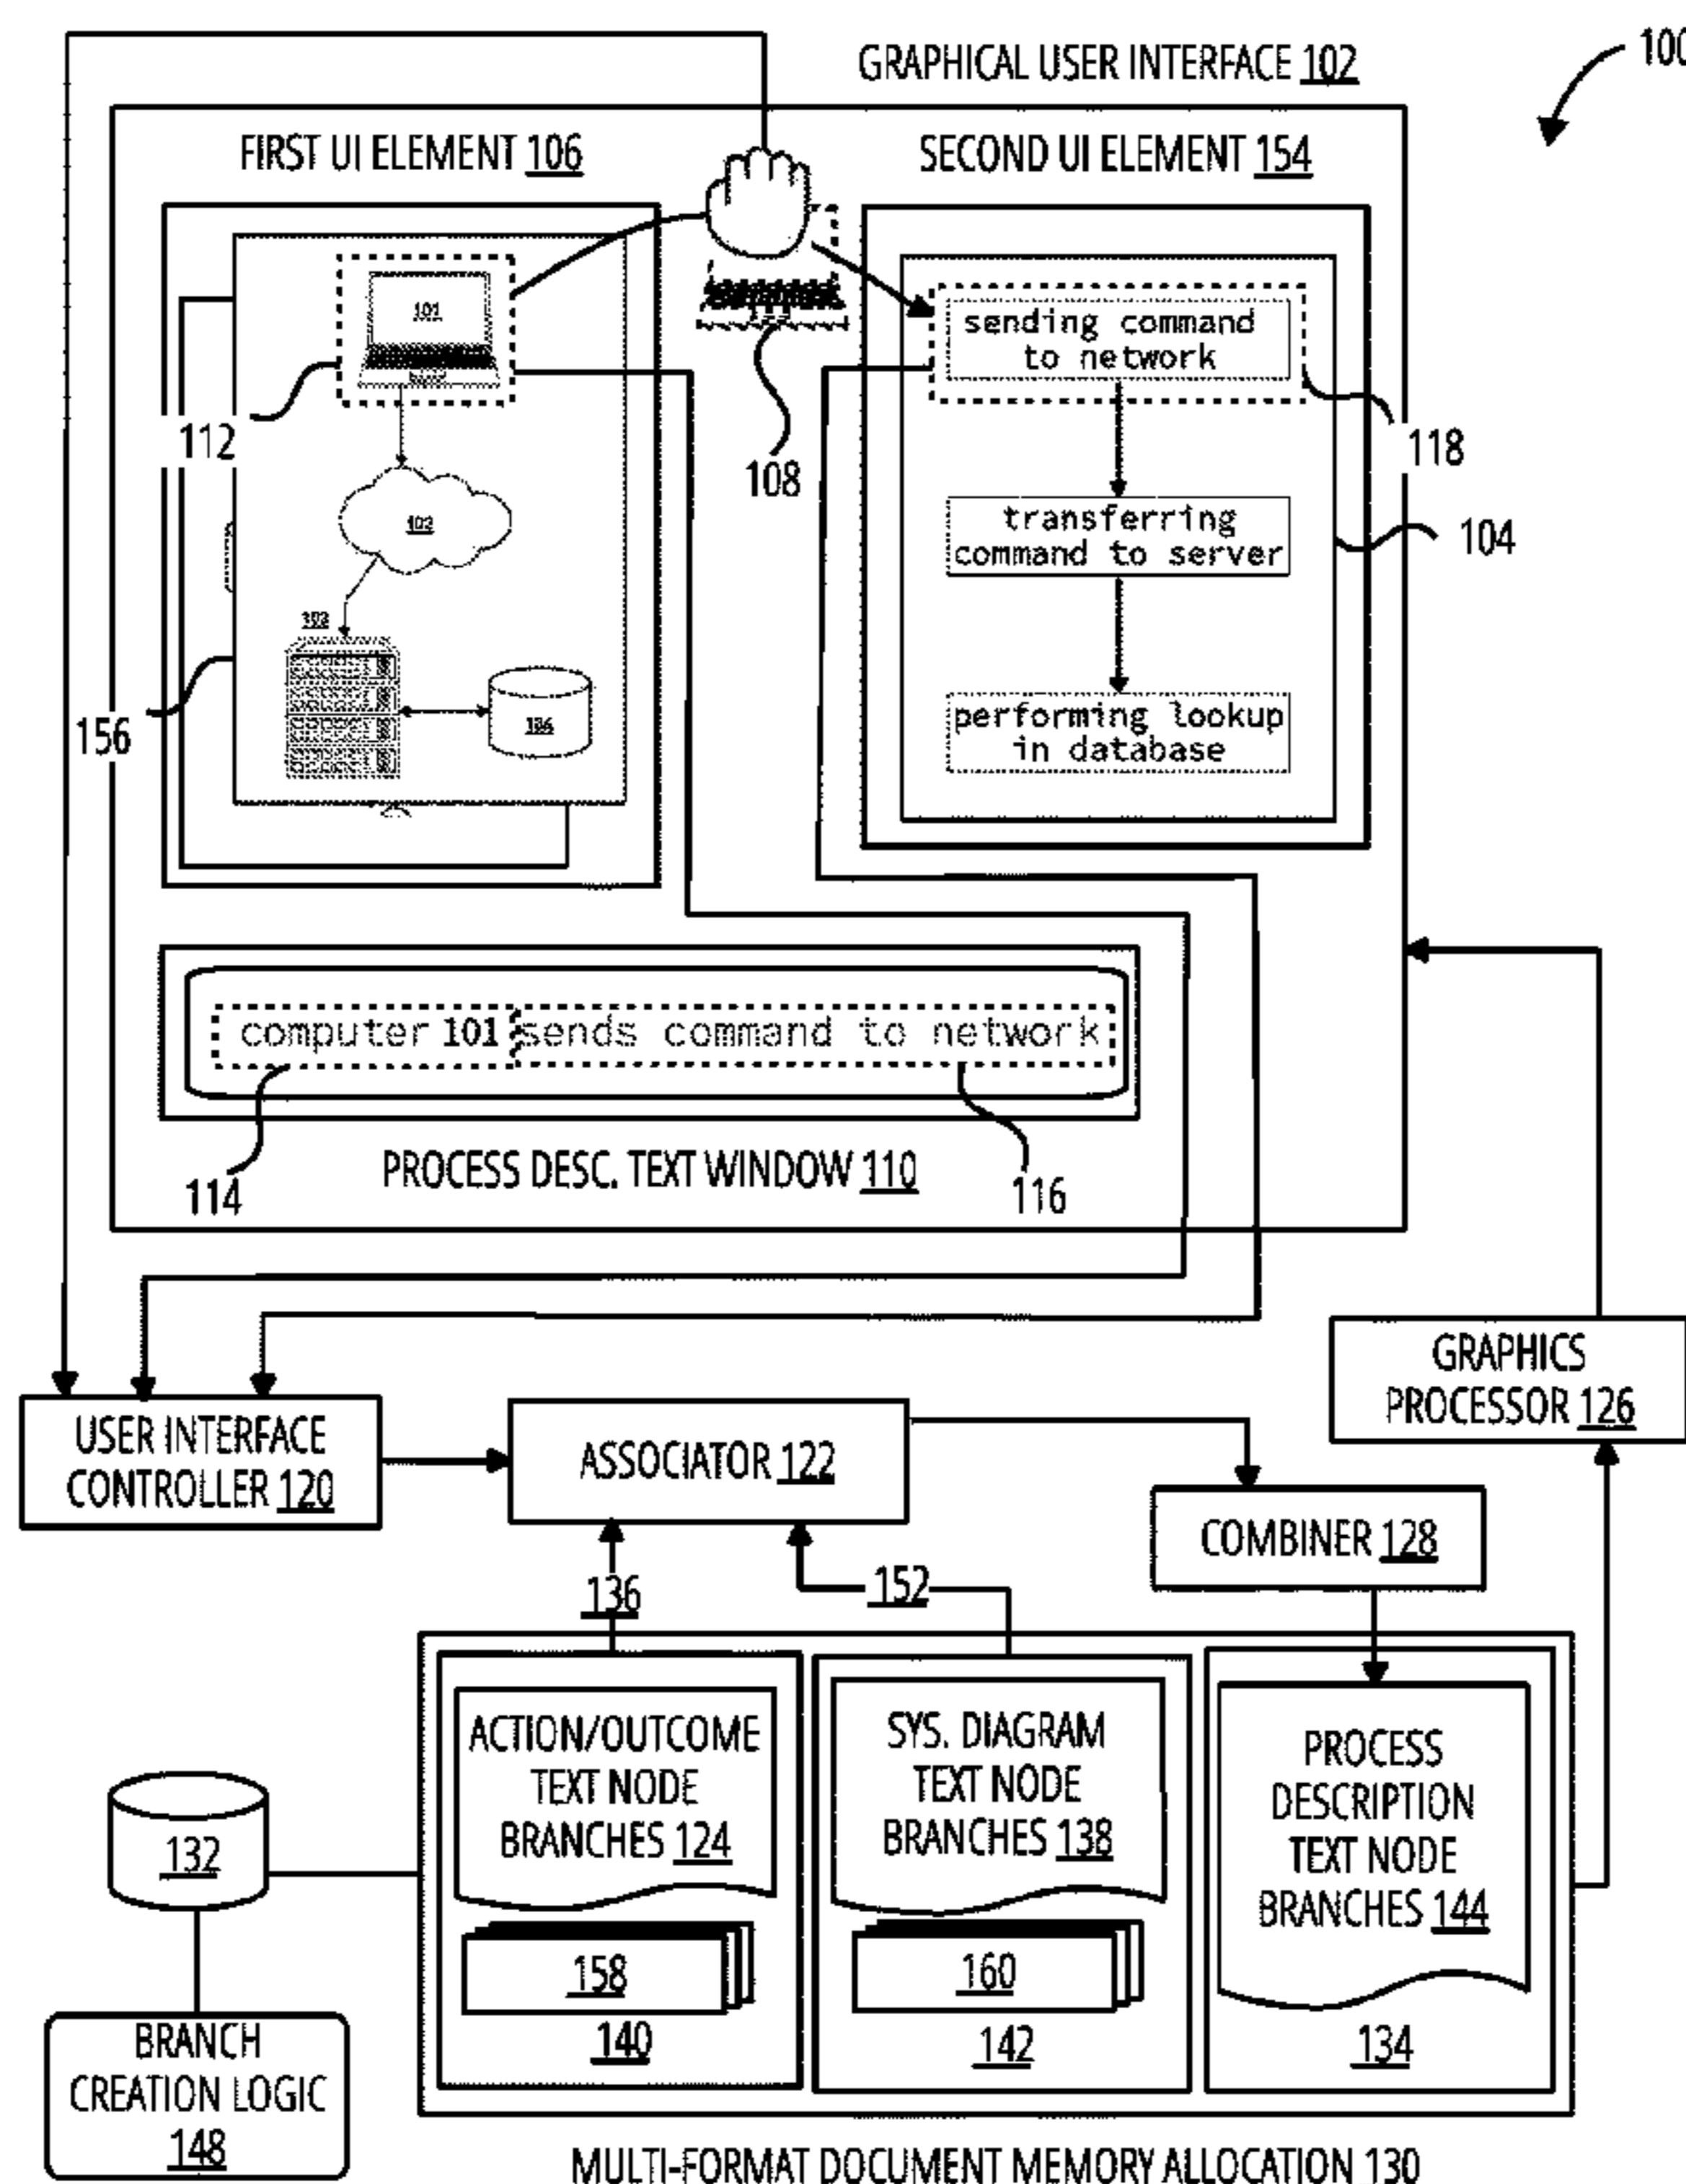 100
GRAPHICAL USER INTERFACE 102
FIRST UI ELEMENT 106
SECOND UI ELEMENT 154
101
sending command
to network
112
108
118
102
transferring
command to server
104
103
156
106
performing lookup
in database
computer 101 sends command to network
114
PROCESS DESC. TEXT WINDOW 110
116
GRAPHICS
PROCESSOR 126
USER INTERFACE
CONTROLLER 120
ASSOCIATOR 122
COMBINER 128
136
152
ACTION/OUTCOME
TEXT NODE
BRANCHES 124
SYS. DIAGRAM
TEXT NODE
BRANCHES 138
PROCESS
DESCRIPTION
TEXT NODE
BRANCHES 144
132
158
160
140
142
134
BRANCH
CREATION LOGIC
148
MULTI-FORMAT DOCUMENT MEMORY ALLOCATION 130